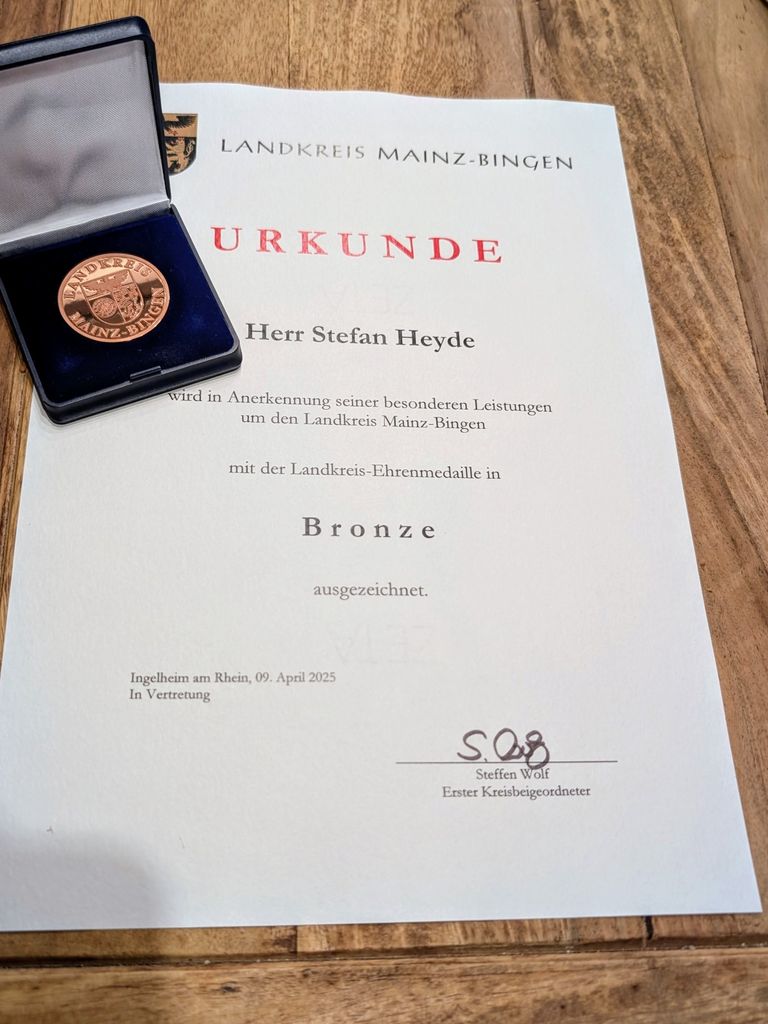 LANDKREIS MAINZ-BINGEN
URKUNDE
LANDKREIS
MAINZ-BINGEN
Herr Stefan Heyde
wird in Anerkennung seiner besonderen Leistungen
um den Landkreis Mainz-Bingen
mit der Landkreis-Ehrenmedaille in
Bronze
ausgezeichnet.
Ingelheim am Rhein, 09. April 2025
In Vertretung
Steffen Wolf
Erster Kreisbeigeordneter